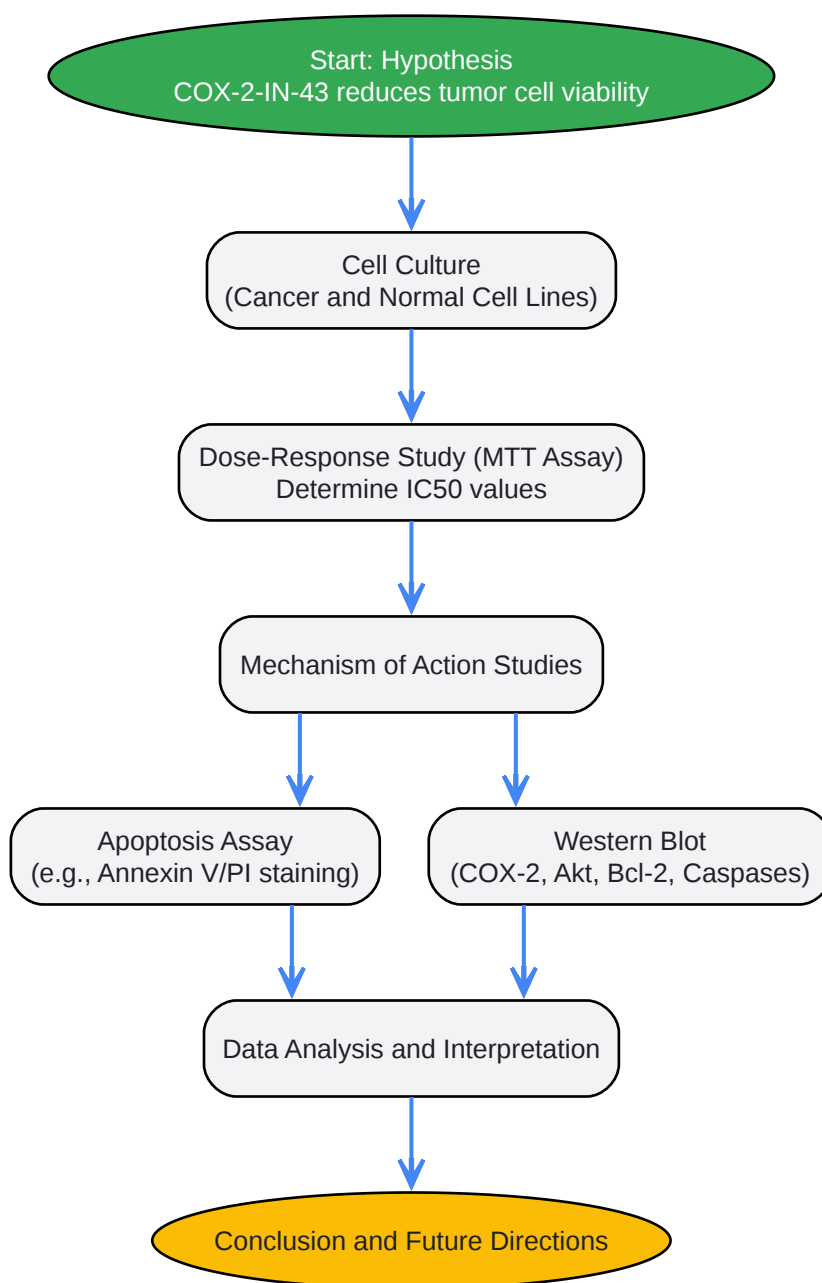 Start: Hypothesis
COX-2-IN-43 reduces tumor cell viability
Cell Culture
(Cancer and Normal Cell Lines)
Dose-Response Study (MTT Assay)
Determine IC50 values
Mechanism of Action Studies
Apoptosis Assay
(e.g., Annexin V/PI staining)
Western Blot
(COX-2, Akt, Bcl-2, Caspases)
Data Analysis and Interpretation
Conclusion and Future Directions